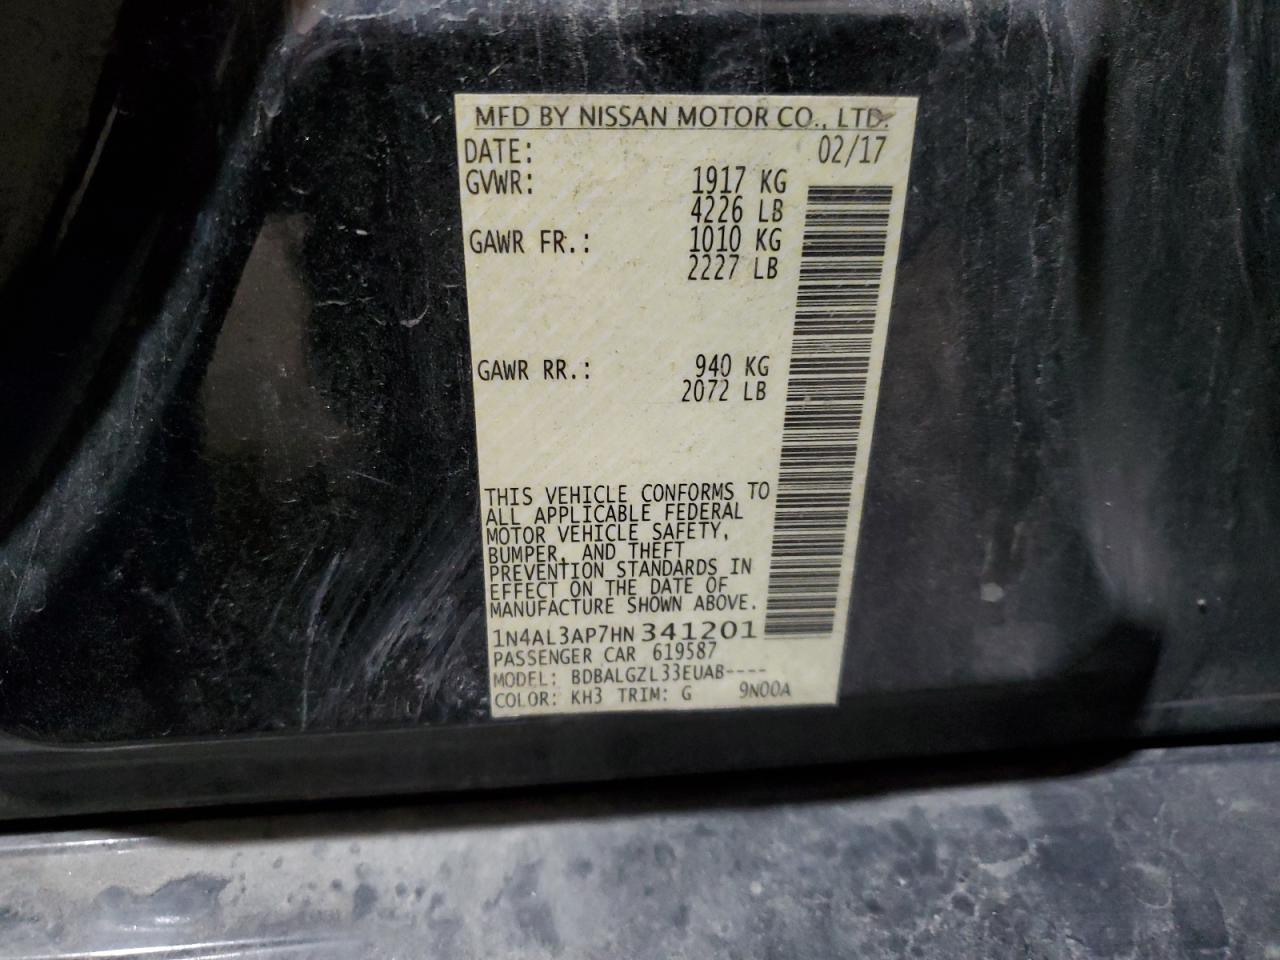 MFD BY NISSAN MOTOR CO., LTD.
DATE: 02/17
GVWR: 1917 KG
4226 LB
GAWR FR.: 1010 KG
2227 LB
GAWR RR.: 940 KG
2072 LB
THIS VEHICLE CONFORMS TO
ALL APPLICABLE FEDERAL
MOTOR VEHICLE SAFETY,
BUMPER, AND THEFT
PREVENTION STANDARDS IN
EFFECT ON THE DATE OF
MANUFACTURE SHOWN ABOVE.
1N4AL3AP7HN 341201
PASSENGER CAR 619587
MODEL: BDBALGZL33EUAB----
COLOR: KH3 TRIM: G 9N00A